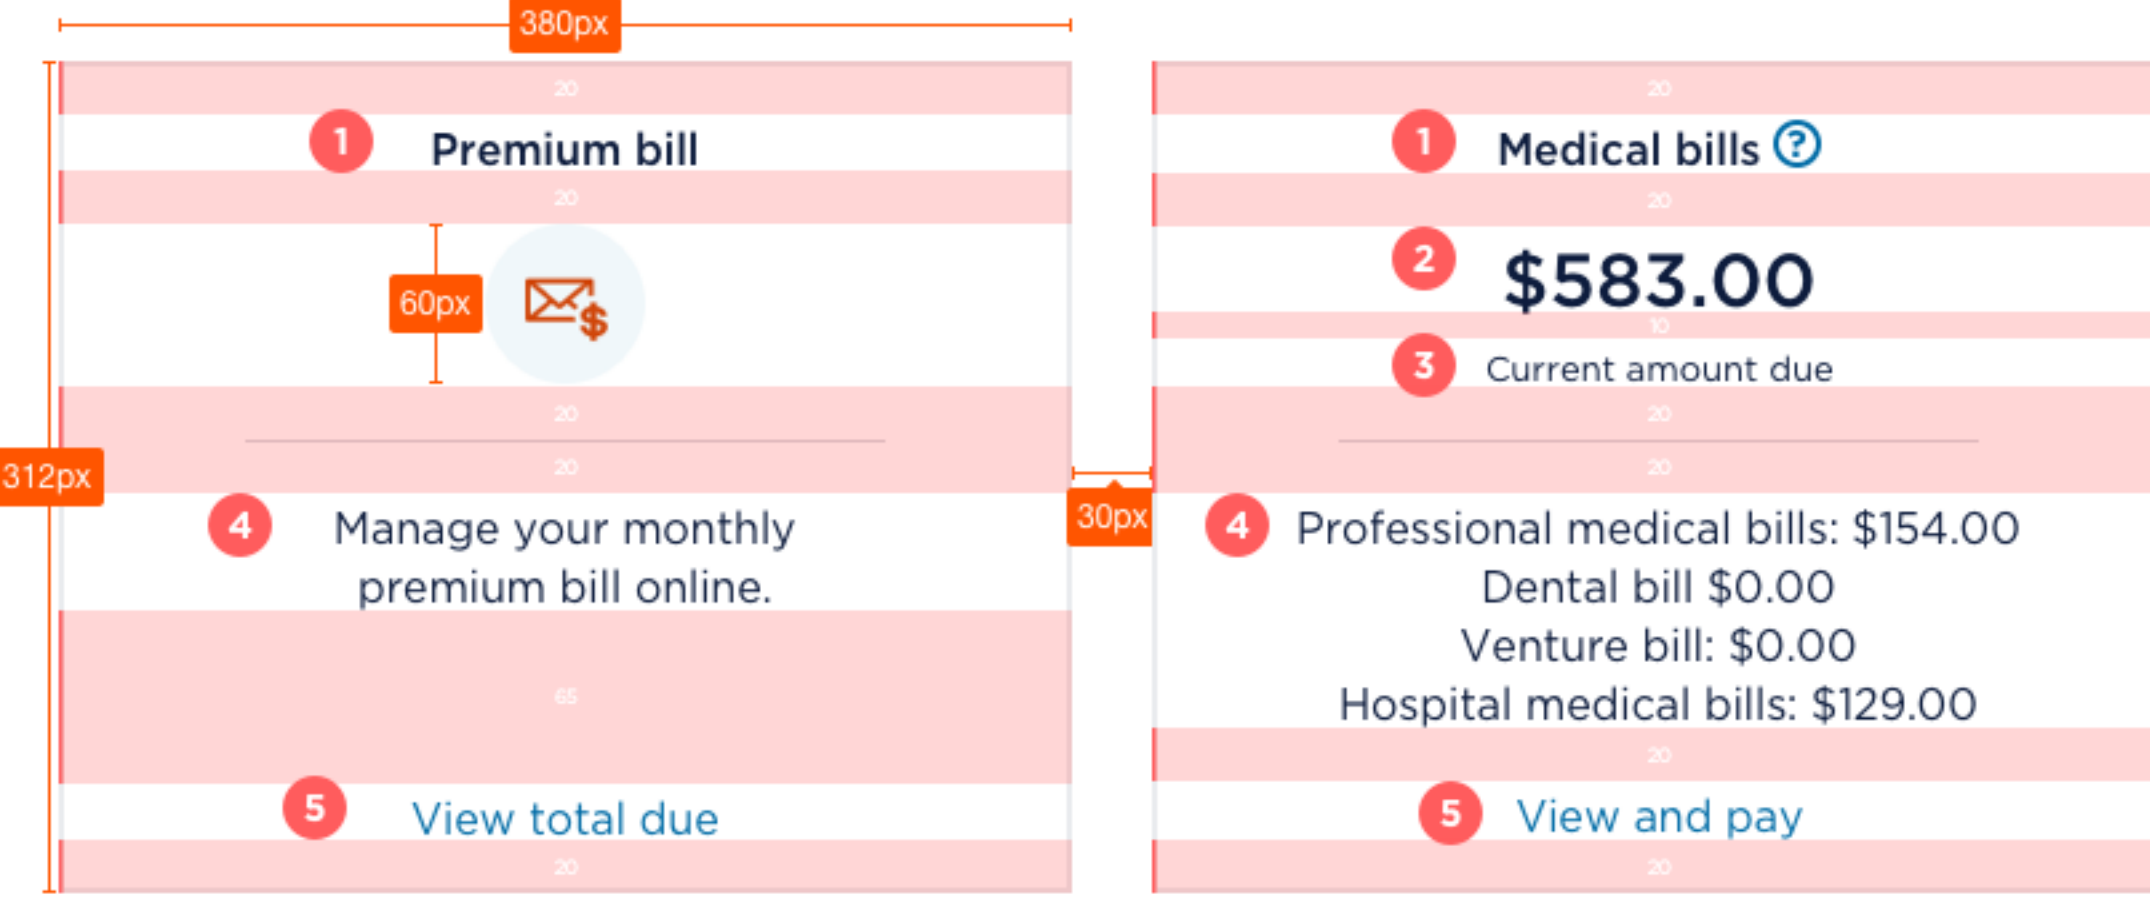 380px
20
1 Premium bill
20
60px
$
20
20
312px
4 Manage your monthly
premium bill online.
65
5 View total due
20
30px
20
1 Medical bills ?
20
2 $583.00
10
3 Current amount due
20
20
4 Professional medical bills: $154.00
Dental bill $0.00
Venture bill: $0.00
Hospital medical bills: $129.00
20
5 View and pay
20